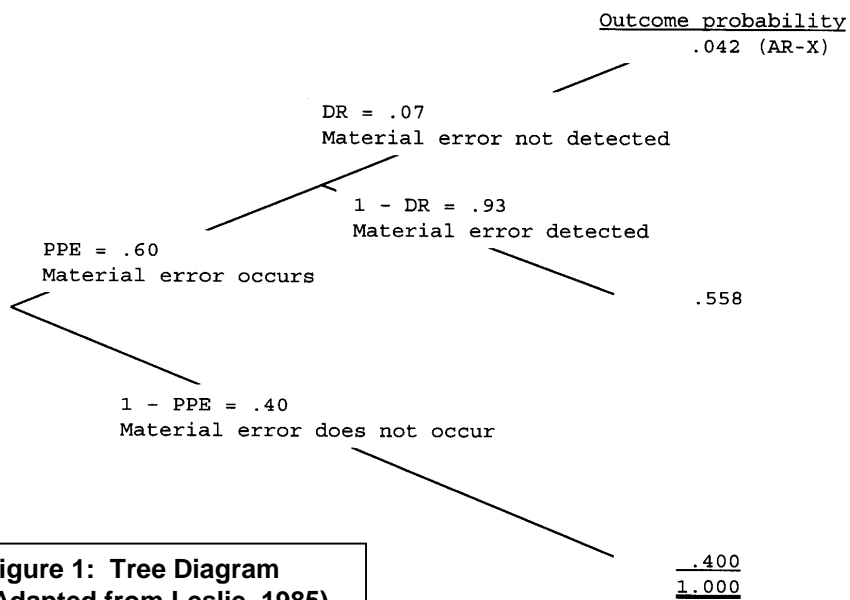 Outcome probability
.042 (AR-X)
DR = .07
Material error not detected
1 - DR = .93
Material error detected
PPE = .60
Material error occurs
.558
1 - PPE = .40
Material error does not occur
.400
1.000
igure 1: Tree Diagram
Adapted from Leslie, 1985)